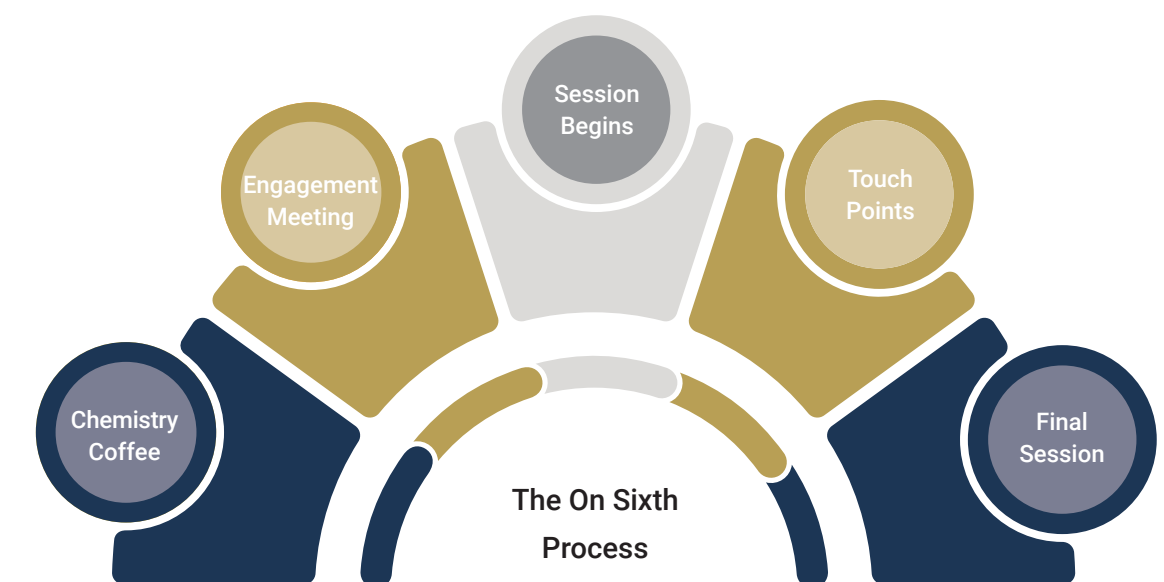 Chemistry
Coffee
Engagement
Meeting
Session
Begins
Touch
Points
Final
Session
The On Sixth
Process